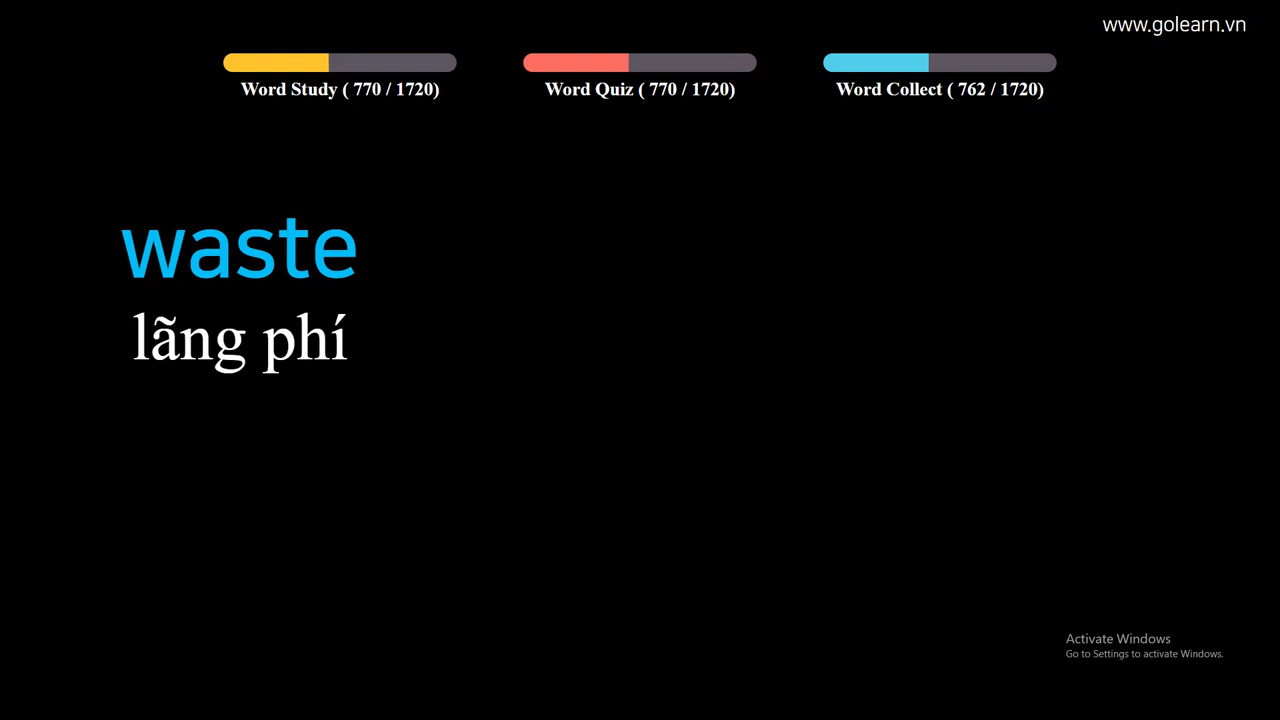 www.golearn.vn
Word Study ( 770 / 1720)
Word Quiz ( 770 / 1720)
Word Collect ( 762 / 1720)
waste
lãng phí
Activate Windows
Go to Settings to activate Windows.